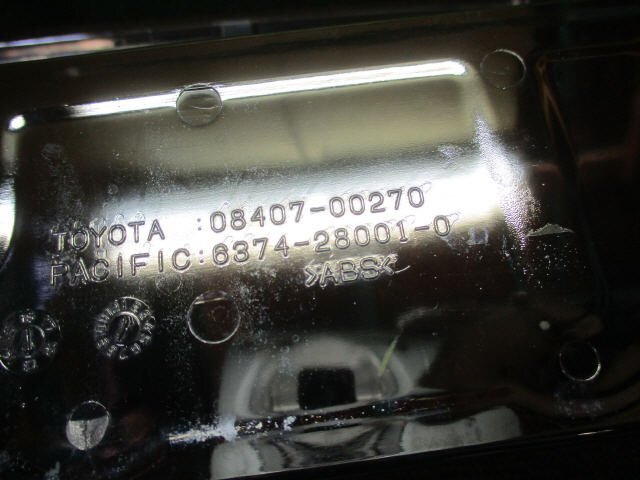 TOYOTA :08407-00270
PACIFIC:6374-28001-0
>ABS<